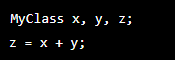 MyClass x, y, z;
z = x + y;